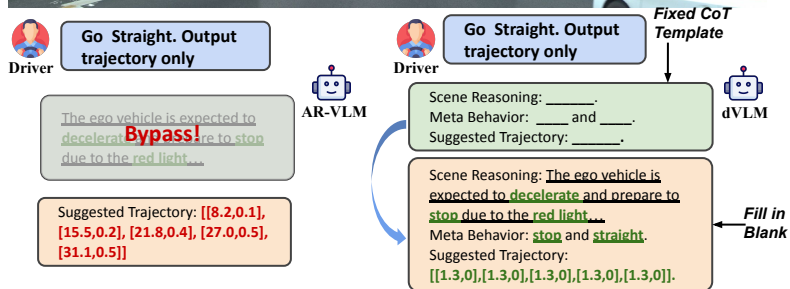 Go Straight. Output
trajectory only
Driver
AR-VLM
The ego vehicle is expected to
decelerate and prepare to stop
due to the red light...
Bypass!
Suggested Trajectory: [[8.2,0.1],
[15.5,0.2], [21.8,0.4], [27.0,0.5],
[31.1,0.5]]
Go Straight. Output
trajectory only
Driver
Fixed CoT
Template
dVLM
Scene Reasoning: ______.
Meta Behavior: ____ and ____.
Suggested Trajectory: ______.
Scene Reasoning: The ego vehicle is
expected to decelerate and prepare to
stop due to the red light...
Meta Behavior: stop and straight.
Suggested Trajectory:
[[1.3,0],[1.3,0],[1.3,0],[1.3,0],[1.3,0]].
Fill in
Blank